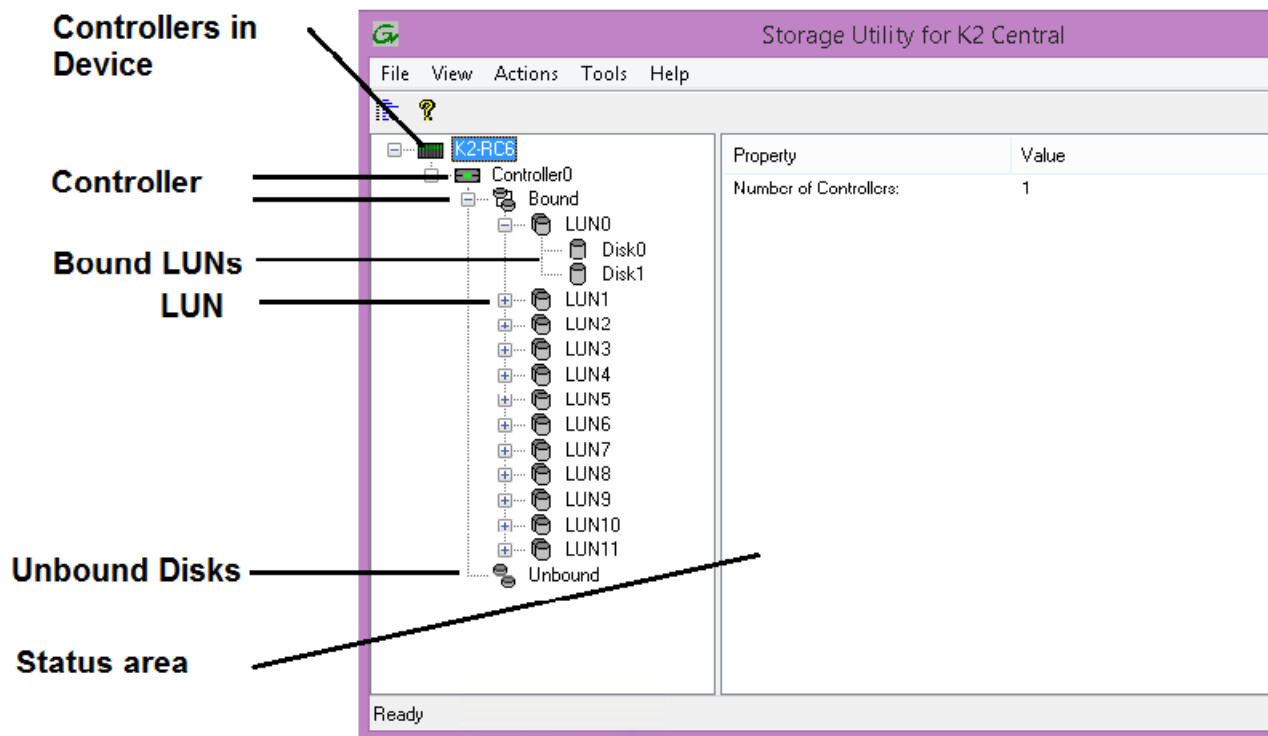 Controllers in
Device
Controller
Bound LUNs
LUN
Unbound Disks
Status area
Storage Utility for K2 Central
File View Actions Tools Help
K2-RC6
Controller0
Bound
LUN0
Disk0
Disk1
LUN1
LUN2
LUN3
LUN4
LUN5
LUN6
LUN7
LUN8
LUN9
LUN10
LUN11
Unbound
Property Value
Number of Controllers: 1
Ready